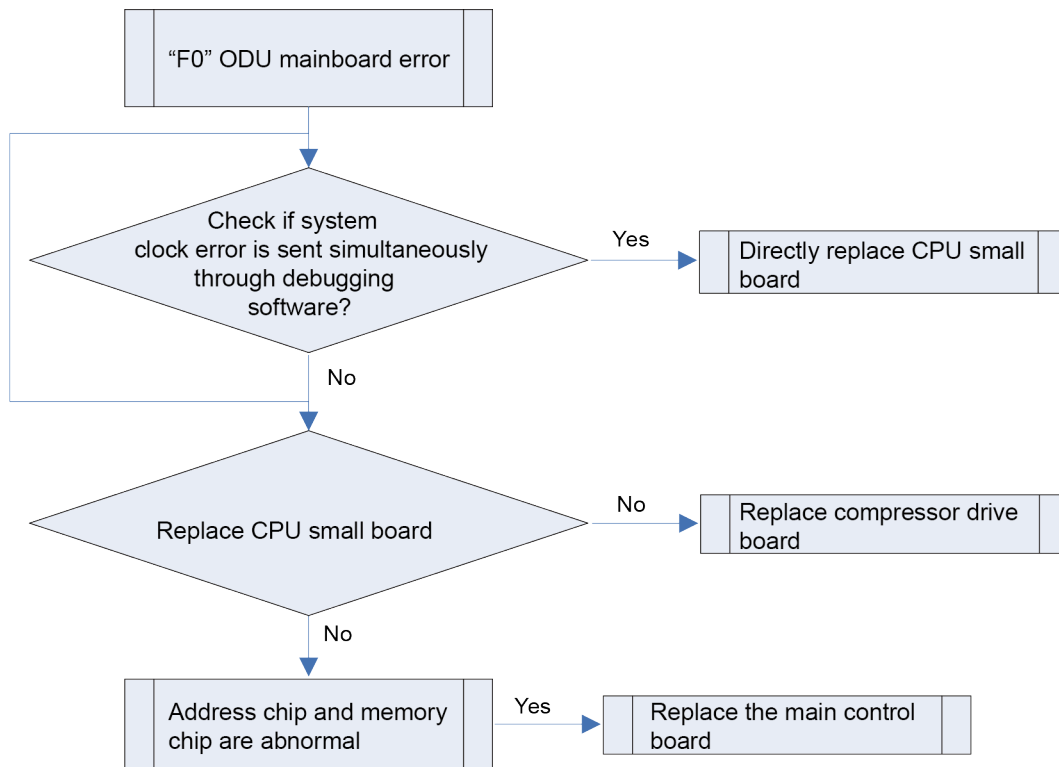 “F0” ODU mainboard error
Check if system
clock error is sent simultaneously
through debugging
software?
Yes
Directly replace CPU small
board
No
Replace CPU small board
No
Replace compressor drive
board
No
Address chip and memory
chip are abnormal
Yes
Replace the main control
board